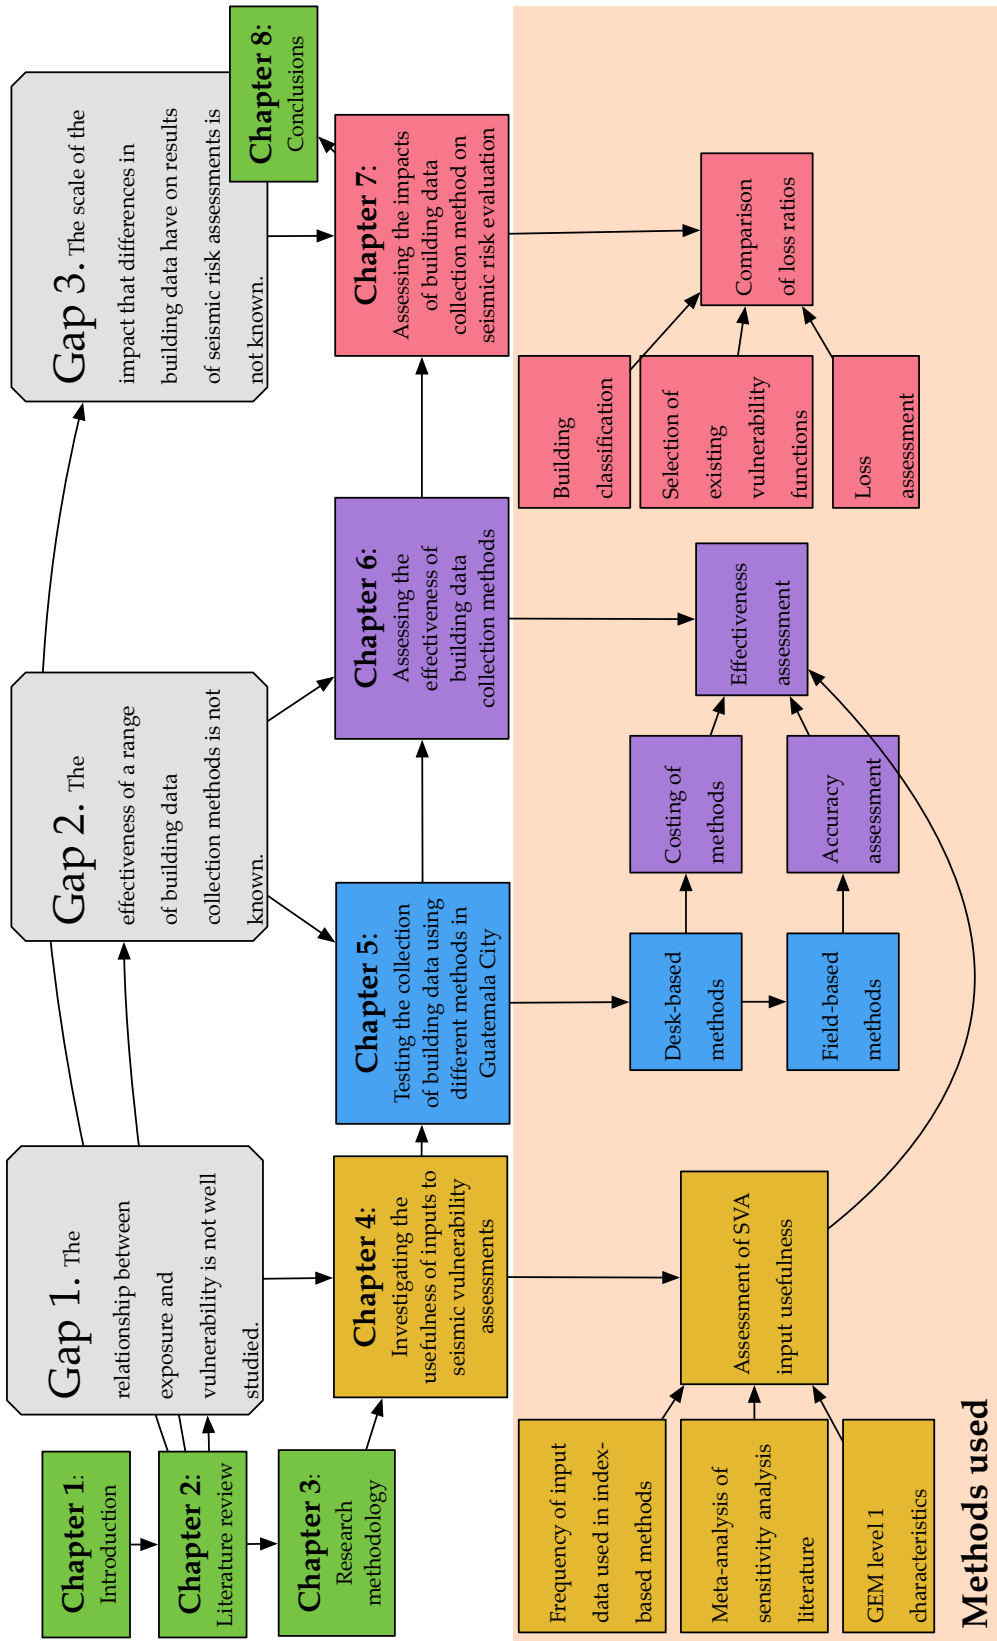 Chapter 1:
Introduction
Chapter 2:
Literature review
Chapter 3:
Research
methodology
Gap 1. The
relationship between
exposure and
vulnerability is not well
studied.
Gap 2. The
effectiveness of a range
of building data
collection methods is not
known.
Gap 3. The scale of the
impact that differences in
building data have on results
of seismic risk assessments is
not known.
Chapter 4:
Investigating the
usefulness of inputs to
seismic vulnerability
assessments
Chapter 5:
Testing the collection
of building data using
different methods in
Guatemala City
Chapter 6:
Assessing the
effectiveness of
building data
collection methods
Chapter 7:
Assessing the impacts
of building data
collection method on
seismic risk evaluation
Chapter 8:
Conclusions
Frequency of input
data used in index-
based methods
Meta-analysis of
sensitivity analysis
literature
GEM level 1
characteristics
Assessment of SVA
input usefulness
Desk-based
methods
Field-based
methods
Costing of
methods
Accuracy
assessment
Effectiveness
assessment
Building
classification
Selection of
existing
vulnerability
functions
Loss
assessment
Comparison
of loss ratios
Methods used